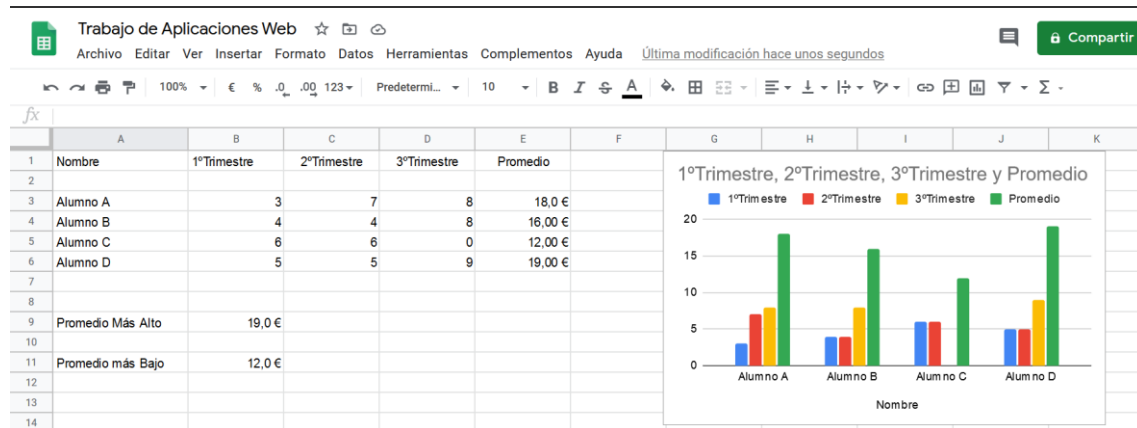 Trabajo de Aplicaciones Web
Archivo Editar Ver Insertar Formato Datos Herramientas Complementos Ayuda Última modificación hace unos segundos
Compartir
100% € % .0 .00 123 Predetermi... 10 B I S A Σ
fx
A B C D E F G H I J K
1 Nombre 1ºTrimestre 2ºTrimestre 3ºTrimestre Promedio
2
3 Alumno A 3 7 8 18,0 €
4 Alumno B 4 4 8 16,00 €
5 Alumno C 6 6 0 12,00 €
6 Alumno D 5 5 9 19,00 €
7
8
9 Promedio Más Alto 19,0 €
10
11 Promedio más Bajo 12,0 €
12
13
14
1ºTrimestre, 2ºTrimestre, 3ºTrimestre y Promedio
1ºTrimestre 2ºTrimestre 3ºTrimestre Promedio
20
15
10
5
0
Alumno A Alumno B Alumno C Alumno D
Nombre